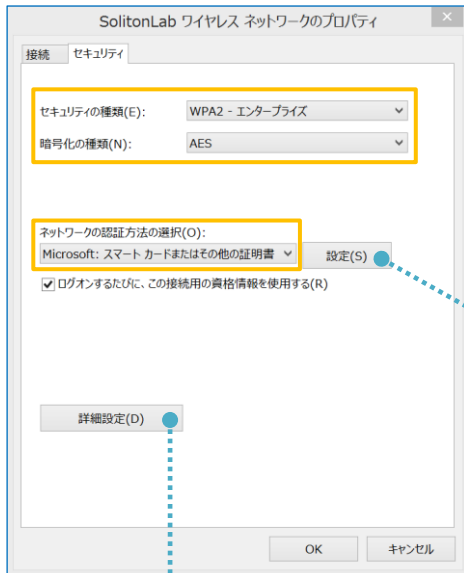 SolitonLab ワイヤレス ネットワークのプロパティ
接続 セキュリティ
セキュリティの種類(E): WPA2 - エンタープライズ
暗号化の種類(N): AES
ネットワークの認証方法の選択(O):
Microsoft: スマート カードまたはその他の証明書 設定(S)
ログオンするたびに、この接続用の資格情報を使用する(R)
詳細設定(D)
OK キャンセル